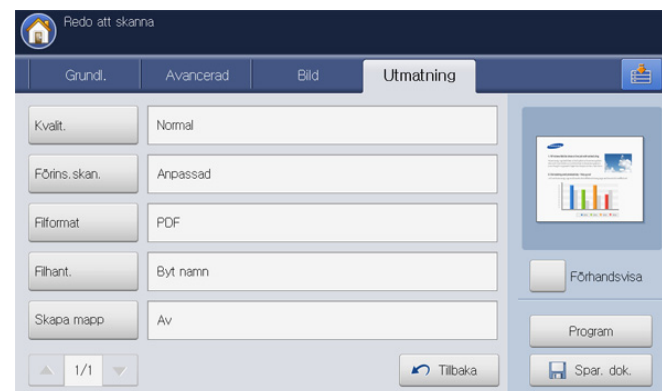 Redo att skanna
Grundl.
Avancerad
Bild
Utmatning
Kvalit.
Normal
Förins. skan.
Anpassad
Filformat
PDF
Filhant.
Byt namn
Skapa mapp
Av
1/1
Tillbaka
Förhandsvisa
Program
Spar. dok.